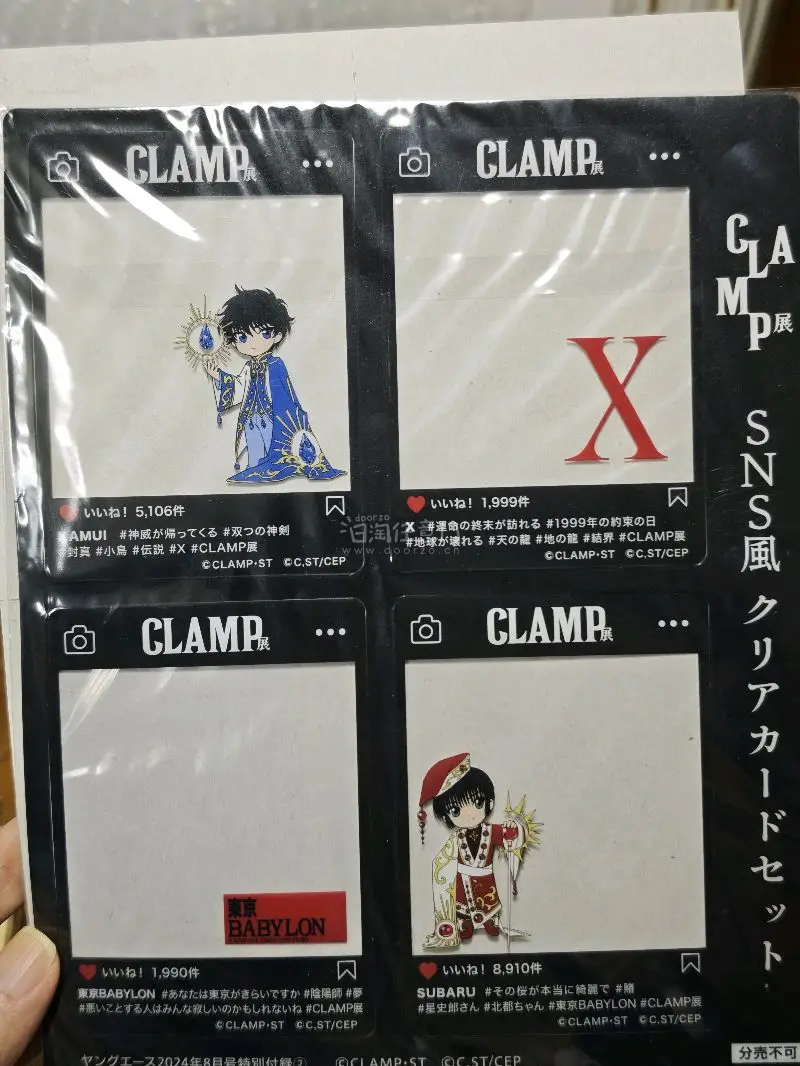 CLAMP展
いいね! 5,106件
KAMUI #神威が帰ってくる #双つの神剣
#封真 #小鳥 #伝説 #X #CLAMP展
©CLAMP・ST ©C.ST/CEP
CLAMP展
X
いいね! 1,999件
X #運命の終末が訪れる #1999年の約束の日
#地球が壊れる #天の龍 #地の龍 #結界 #CLAMP展
©CLAMP・ST ©C.ST/CEP
doorzo
www.doorzo.cn
CLAMP展
東京
BABYLON
いいね! 1,990件
東京BABYLON #あなたは東京がきらいですか #陰陽師 #夢
#悪いことする人はみんな寂しいのかもしれないね #CLAMP展
©CLAMP・ST ©C.ST/CEP
CLAMP展
いいね! 8,910件
SUBARU #その桜が本当に綺麗で #賭
#星史郎さん #北都ちゃん #東京BABYLON #CLAMP展
©CLAMP・ST ©C.ST/CEP
CLAMP展
SNS風クリアカードセット
ヤングエース2024年8月号特別付録② ©CLAMP・ST ©C.ST/CEP
分売不可